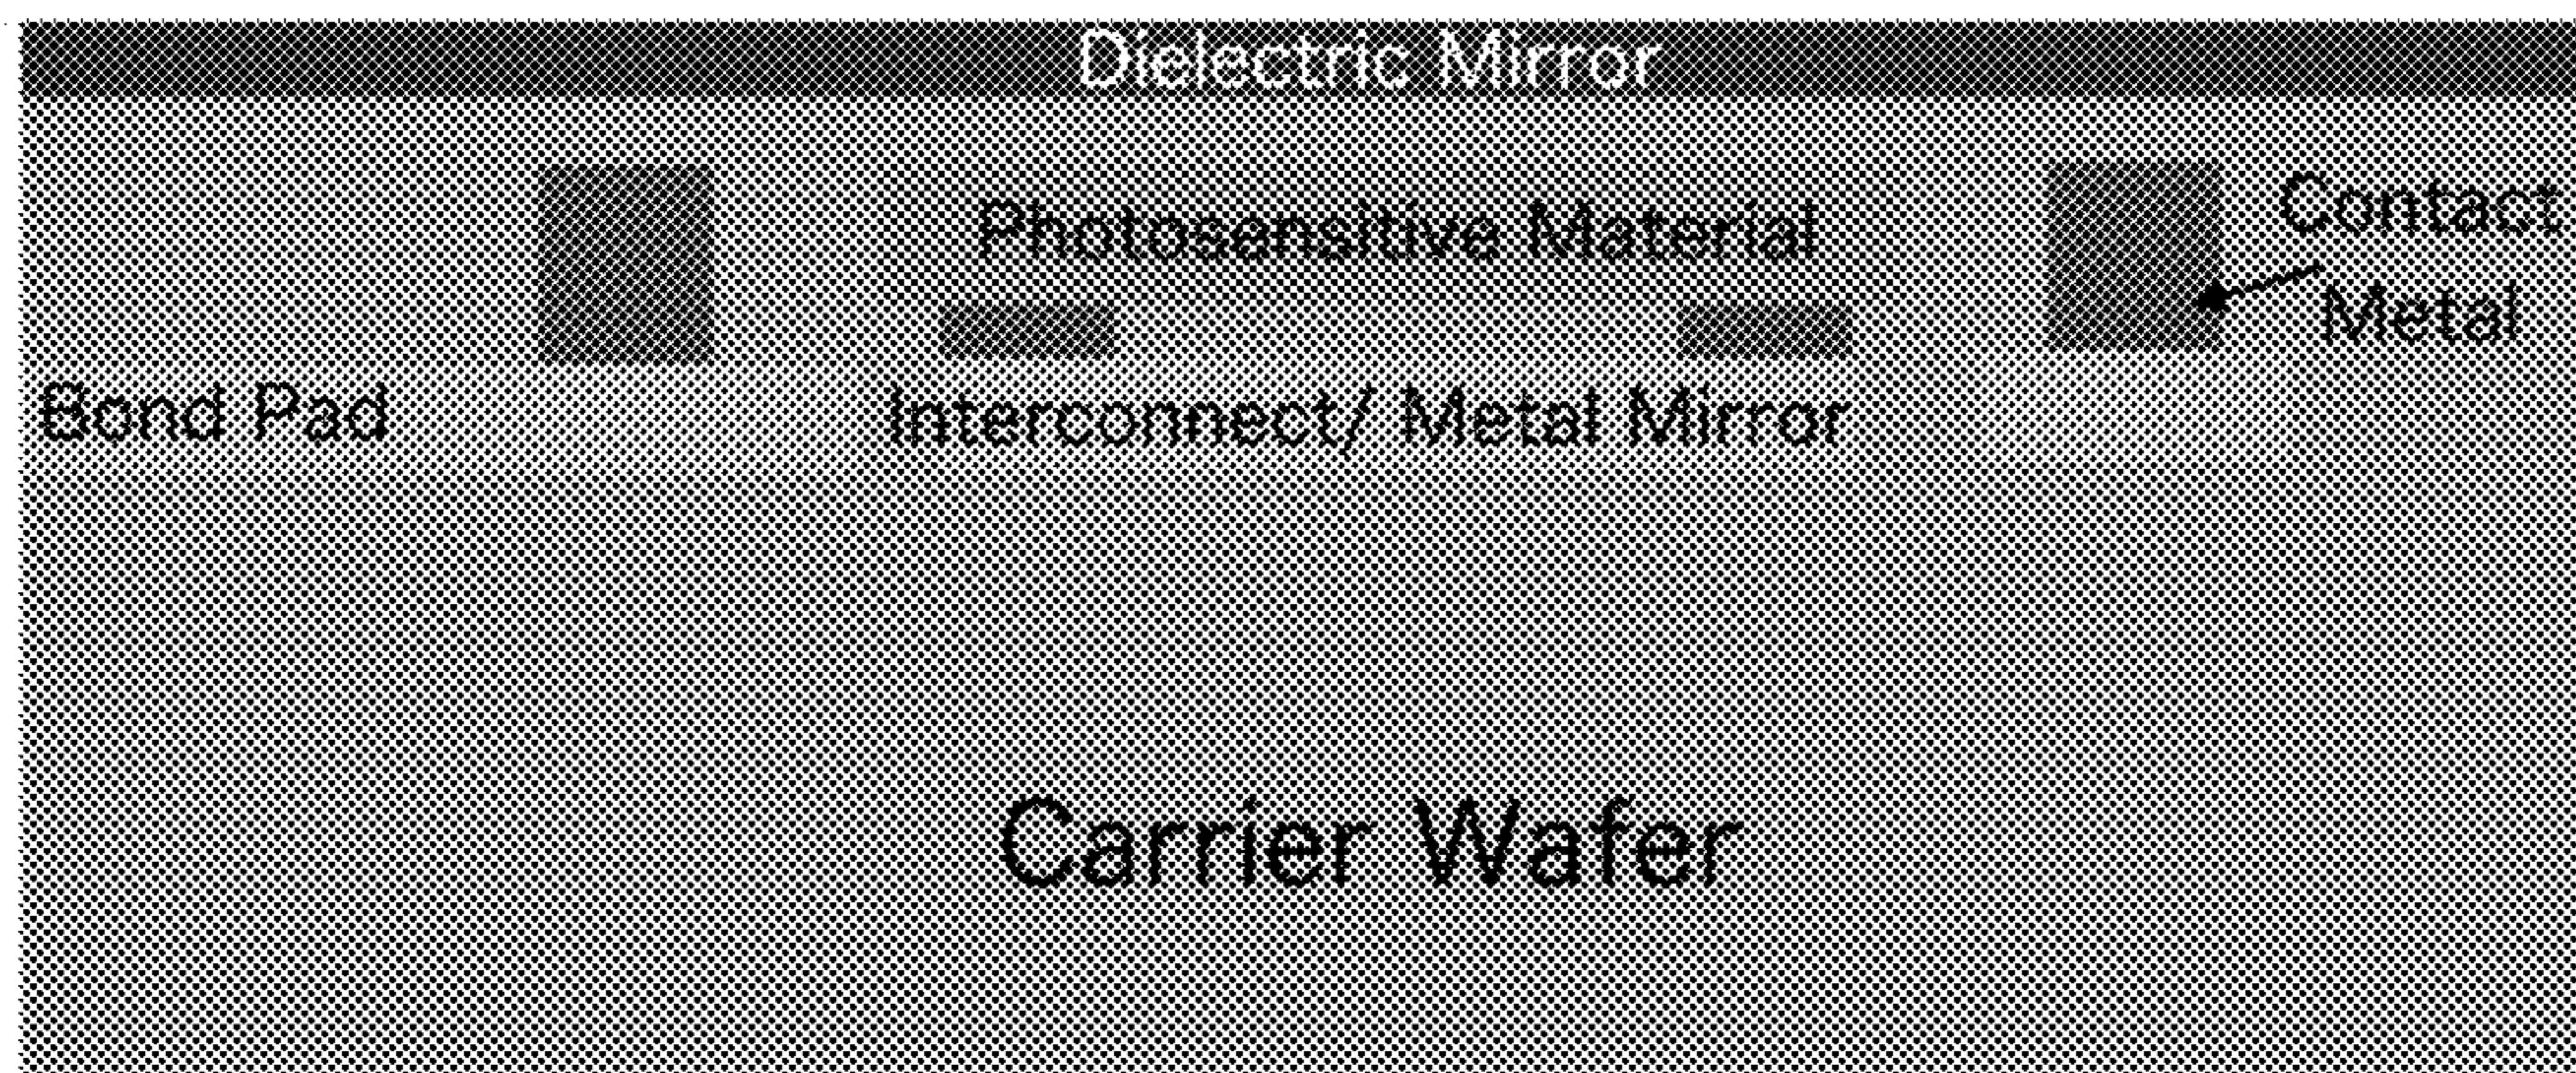 Dielectric Mirror
Photosensitive Material
Contact
Metal
Bond Pad
Interconnect/ Metal Mirror
Carrier Wafer